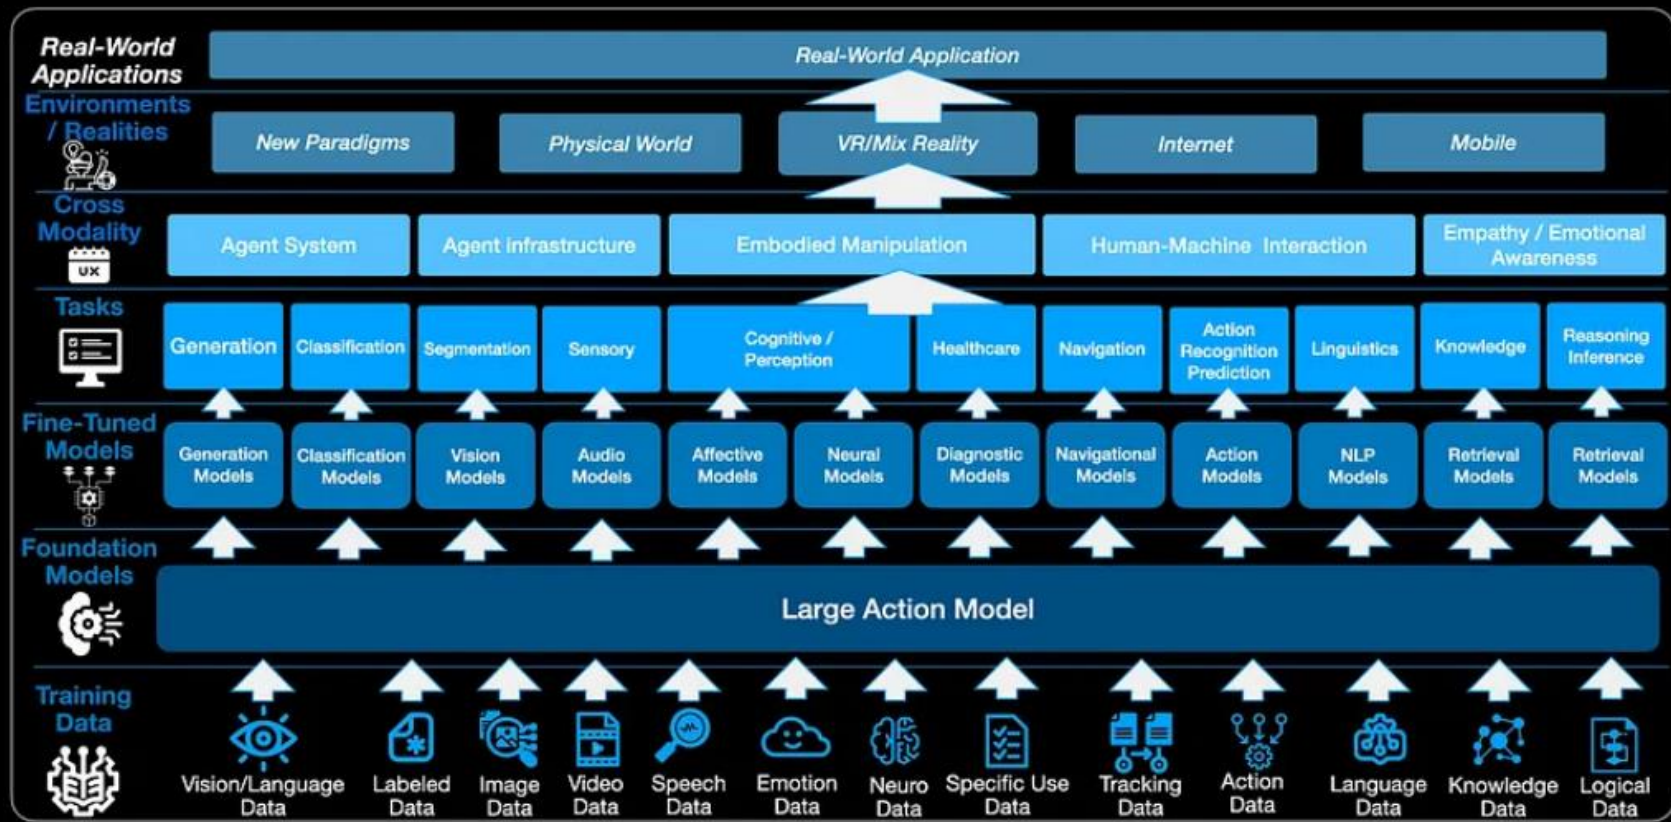 Real-World
Applications
Real-World Application
Environments
/ Realities
New Paradigms
Physical World
VR/Mix Reality
Internet
Mobile
Cross
Modality
UX
Agent System
Agent infrastructure
Embodied Manipulation
Human-Machine Interaction
Empathy / Emotional
Awareness
Tasks
Generation
Classification
Segmentation
Sensory
Cognitive /
Perception
Healthcare
Navigation
Action
Recognition
Prediction
Linguistics
Knowledge
Reasoning
Inference
Fine-Tuned
Models
Generation
Models
Classification
Models
Vision
Models
Audio
Models
Affective
Models
Neural
Models
Diagnostic
Models
Navigational
Models
Action
Models
NLP
Models
Retrieval
Models
Retrieval
Models
Foundation
Models
Large Action Model
Training
Data
Vision/Language
Data
Labeled
Data
Image
Data
Video
Data
Speech
Data
Emotion
Data
Neuro
Data
Specific Use
Data
Tracking
Data
Action
Data
Language
Data
Knowledge
Data
Logical
Data